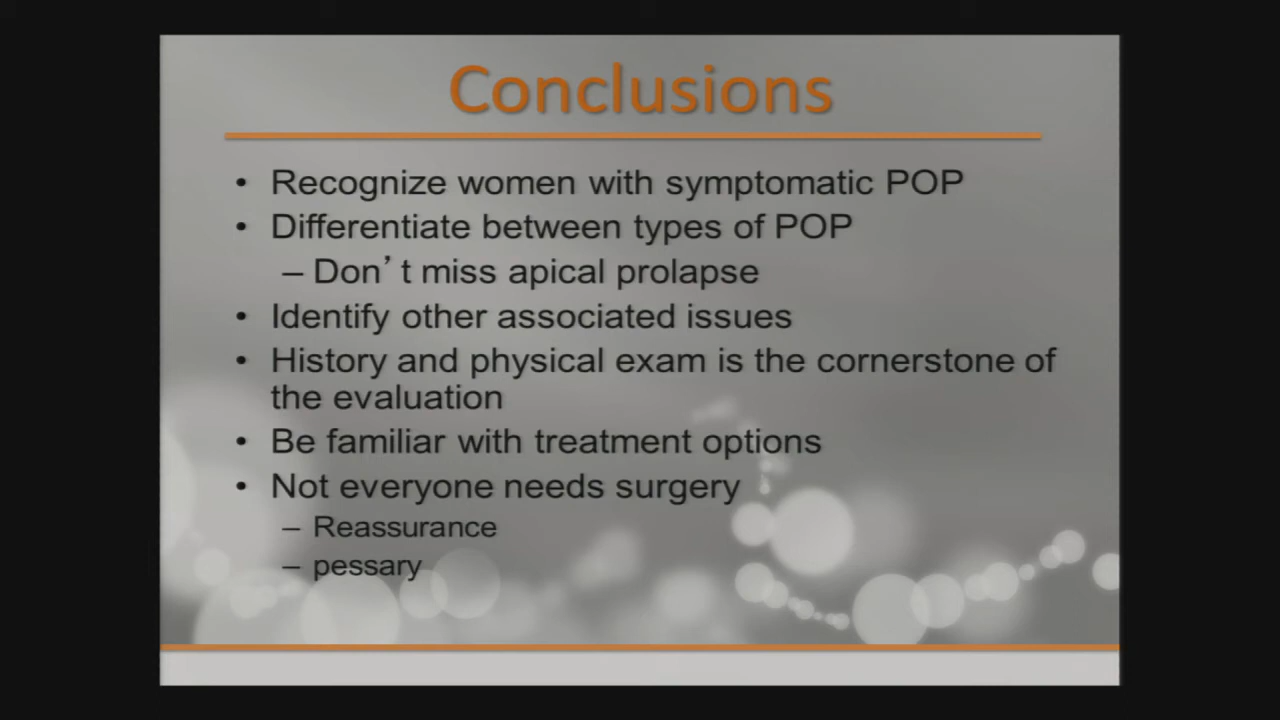 Conclusions
• Recognize women with symptomatic POP
• Differentiate between types of POP
– Don’t miss apical prolapse
• Identify other associated issues
• History and physical exam is the cornerstone of
the evaluation
• Be familiar with treatment options
• Not everyone needs surgery
– Reassurance
– pessary